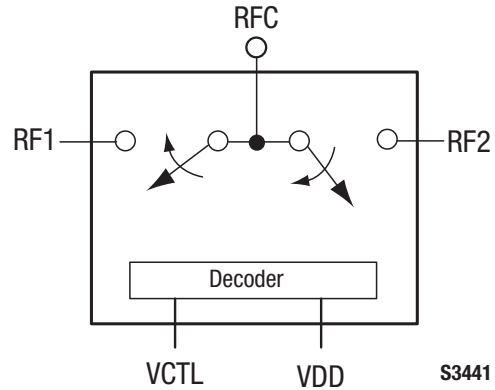 RFC
RF1
RF2
Decoder
VCTL
VDD
S3441